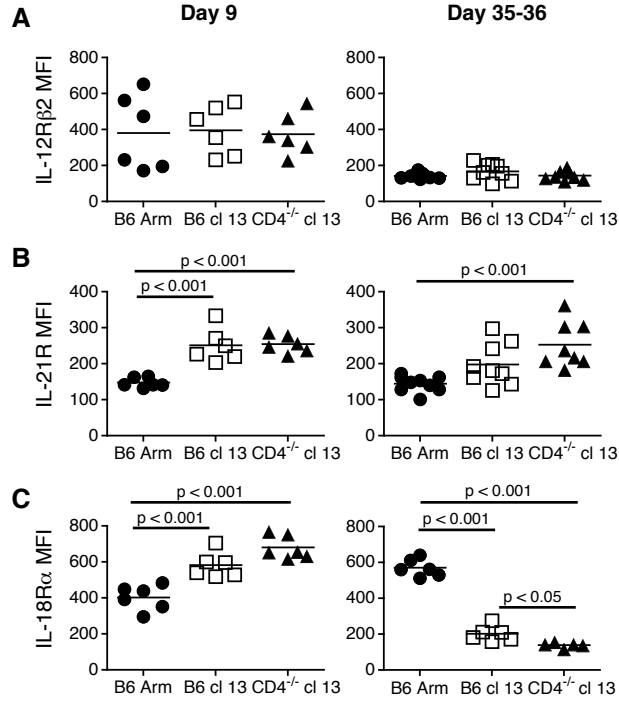 A
Day 9
Day 35-36
IL-12Rβ2 MFI
800
600
400
200
0
B6 Arm B6 cl 13 CD4-/- cl 13
800
600
400
200
0
B6 Arm B6 cl 13 CD4-/- cl 13
B
IL-21R MFI
p < 0.001
p < 0.001
400
300
200
100
0
B6 Arm B6 cl 13 CD4-/- cl 13
p < 0.001
400
300
200
100
0
B6 Arm B6 cl 13 CD4-/- cl 13
C
IL-18Rα MFI
p < 0.001
p < 0.001
800
600
400
200
0
B6 Arm B6 cl 13 CD4-/- cl 13
p < 0.001
p < 0.001
p < 0.05
800
600
400
200
0
B6 Arm B6 cl 13 CD4-/- cl 13